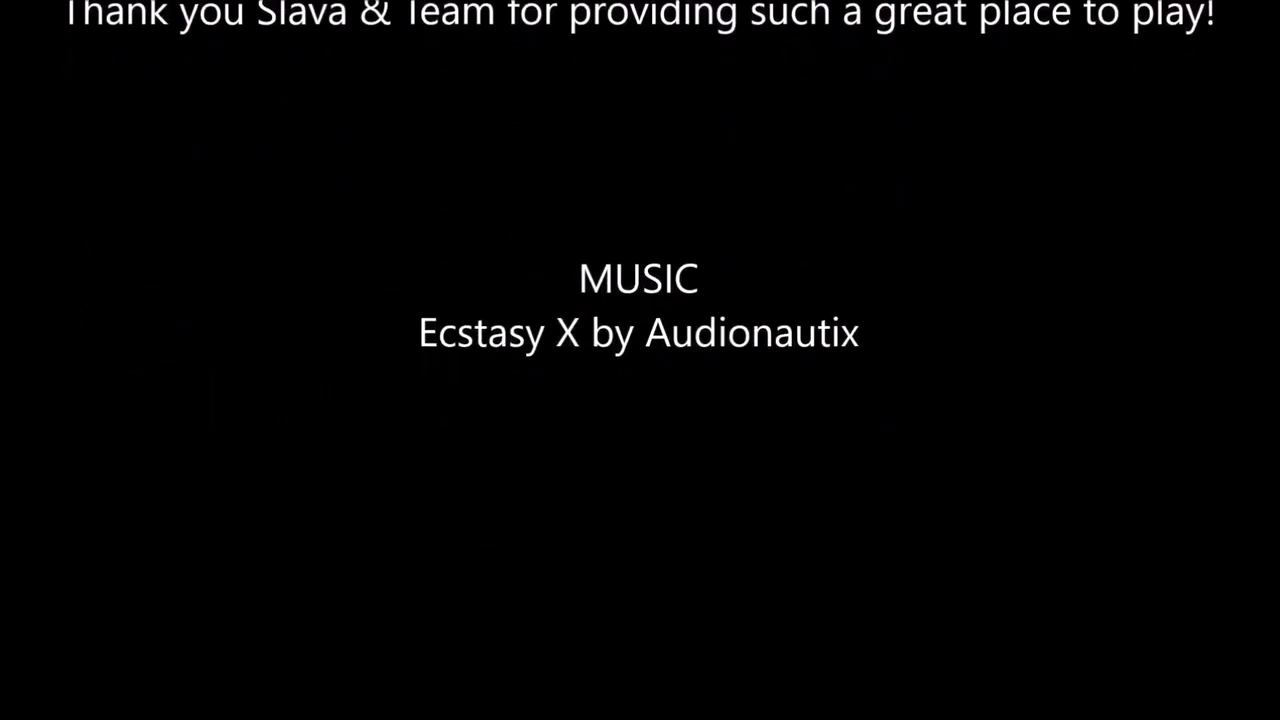 Thank you Slava & Team for providing such a great place to play!
MUSIC
Ecstasy X by Audionautix